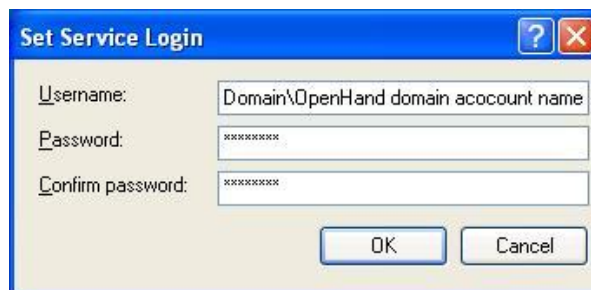 Set Service Login
Username: Domain\OpenHand domain acocount name
Password: ********
Confirm password: ********
OK Cancel